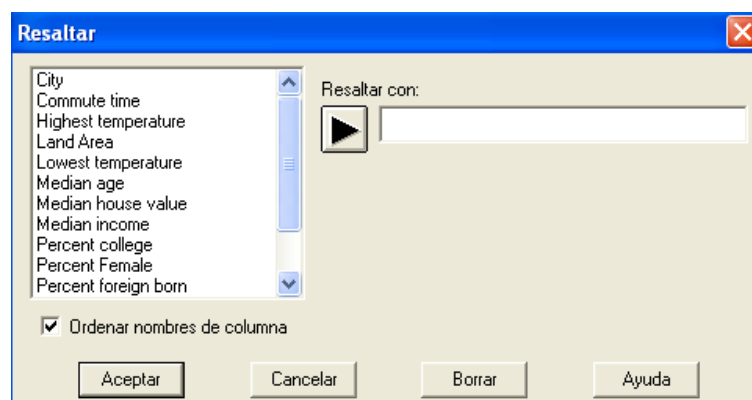 Resaltar
City
Commute time
Highest temperature
Land Area
Lowest temperature
Median age
Median house value
Median income
Percent college
Percent Female
Percent foreign born
Resaltar con:
Ordenar nombres de columna
Aceptar
Cancelar
Borrar
Ayuda